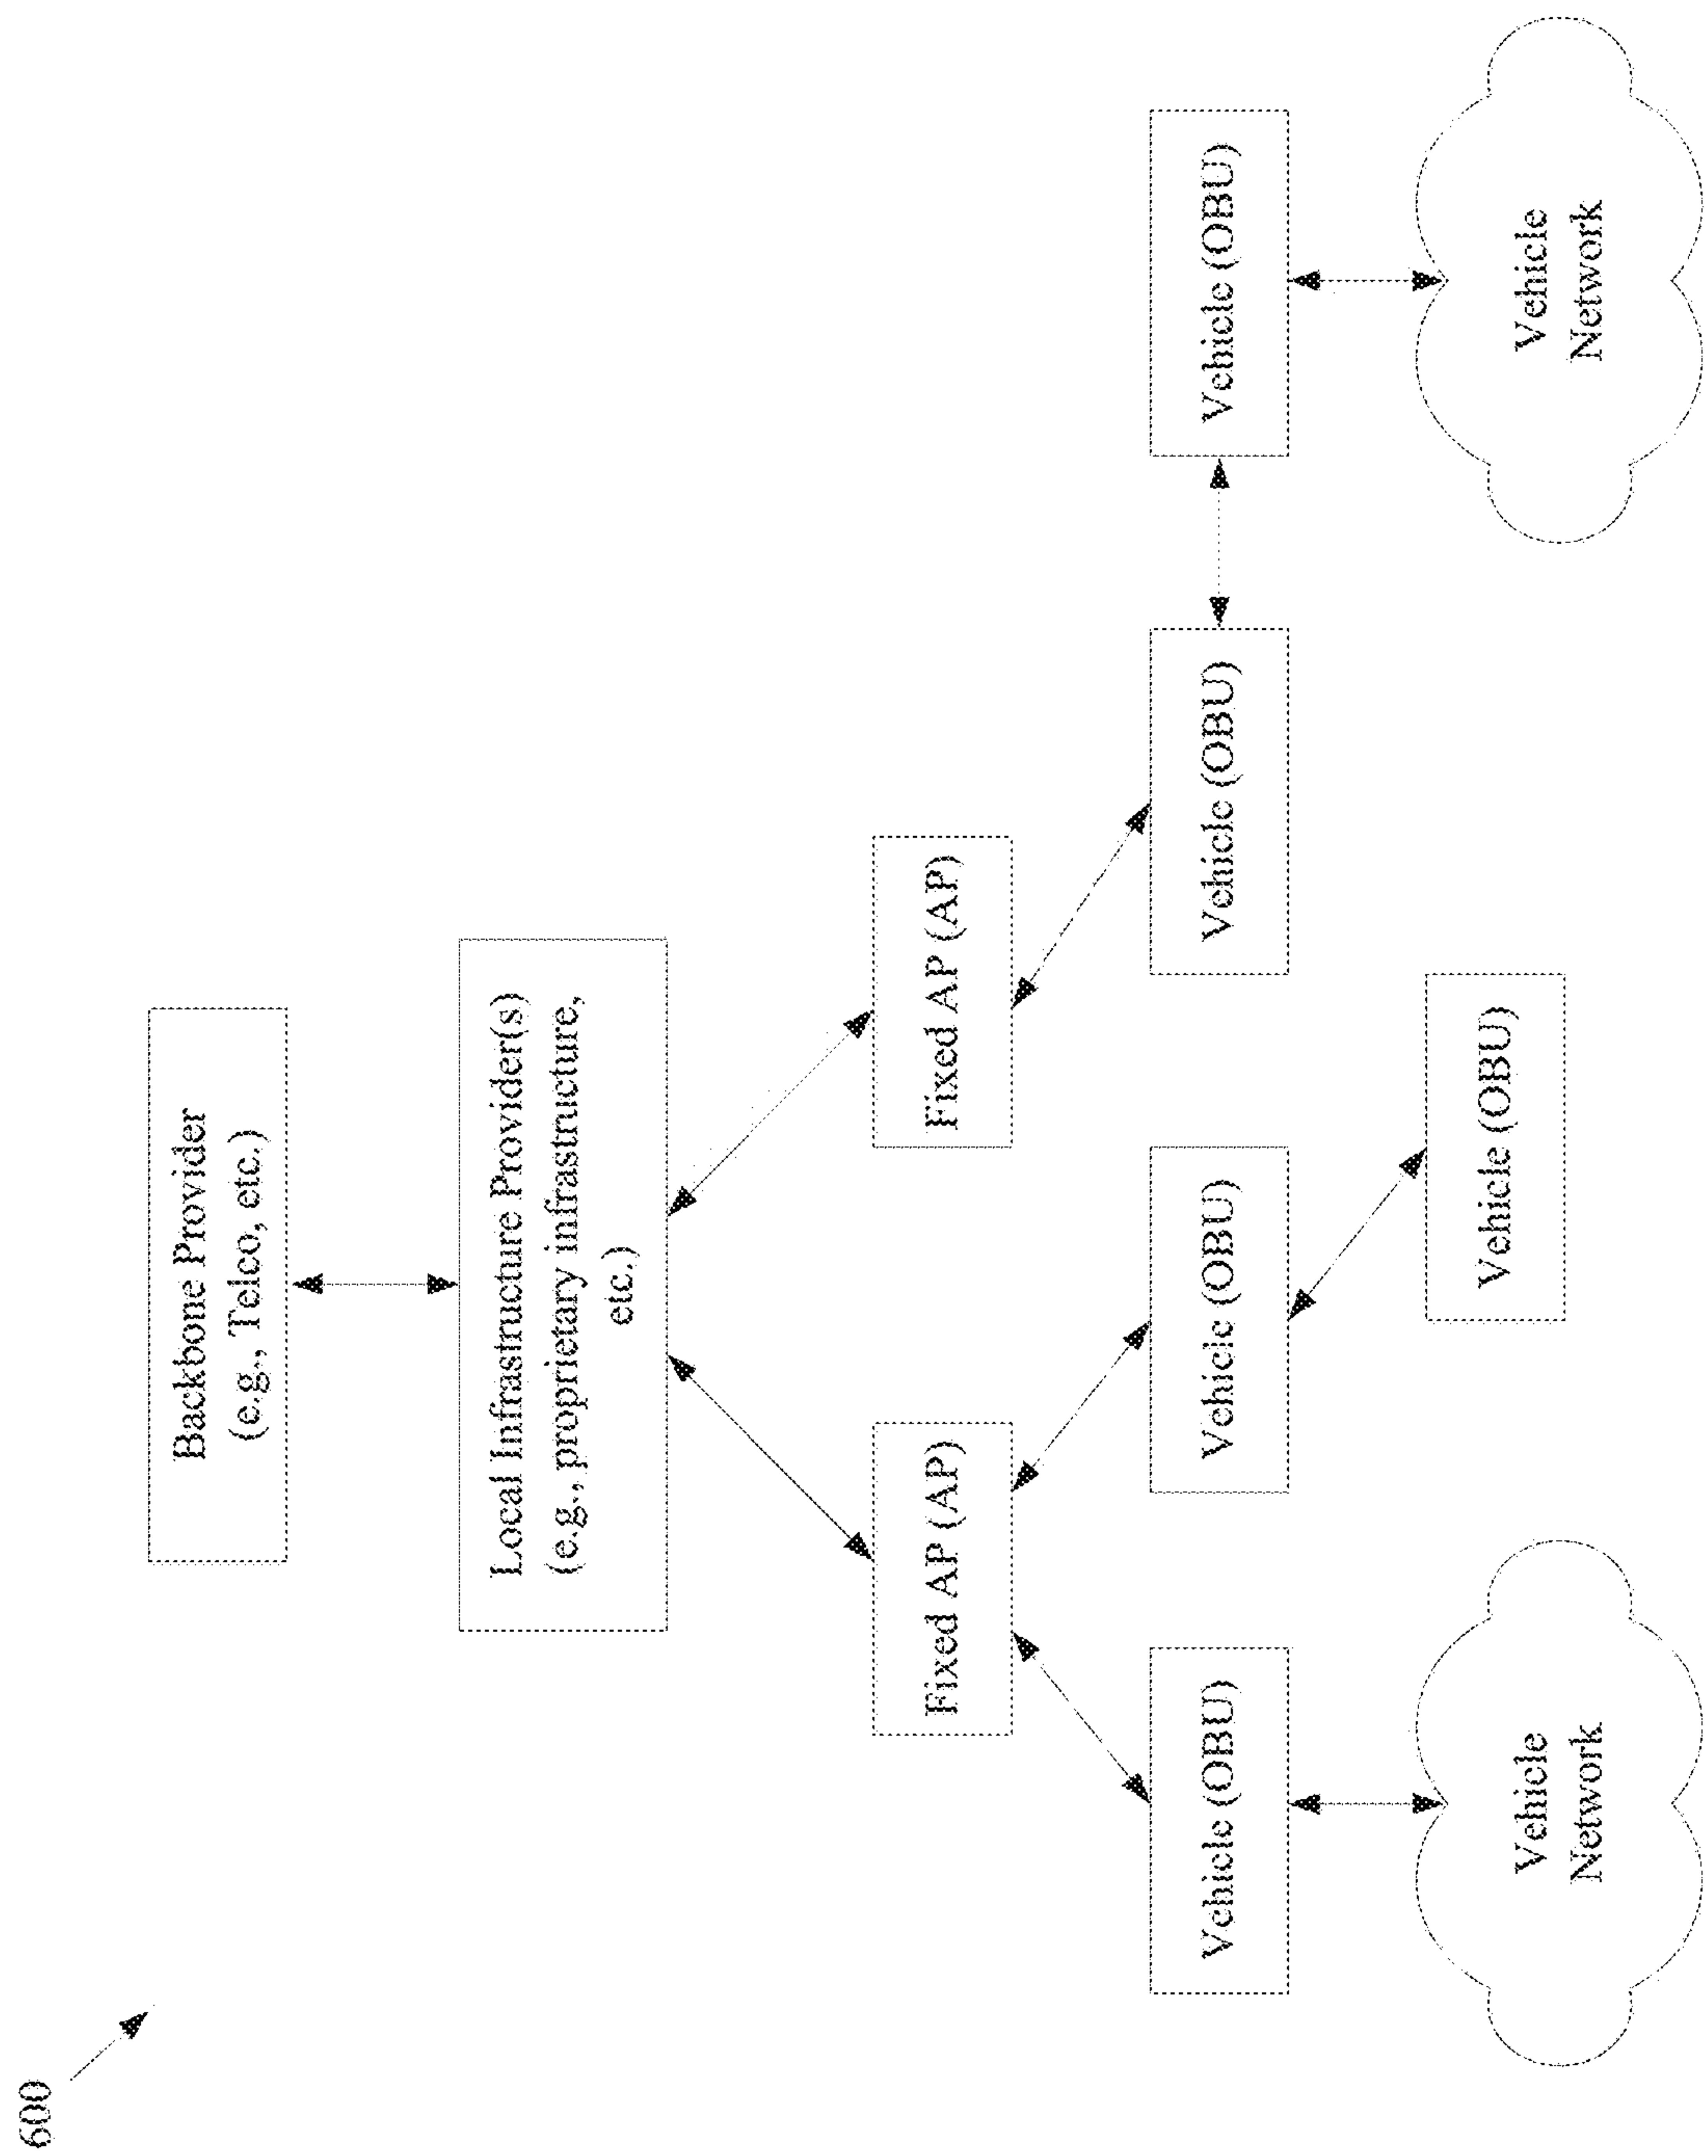 600
Backbone Provider
(e.g., Telco, etc.)
Local Infrastructure Provider(s)
(e.g., proprietary infrastructure,
etc.)
Fixed AP (AP)
Fixed AP (AP)
Vehicle (OBU)
Vehicle (OBU)
Vehicle (OBU)
Vehicle (OBU)
Vehicle (OBU)
Vehicle
Network
Vehicle
Network